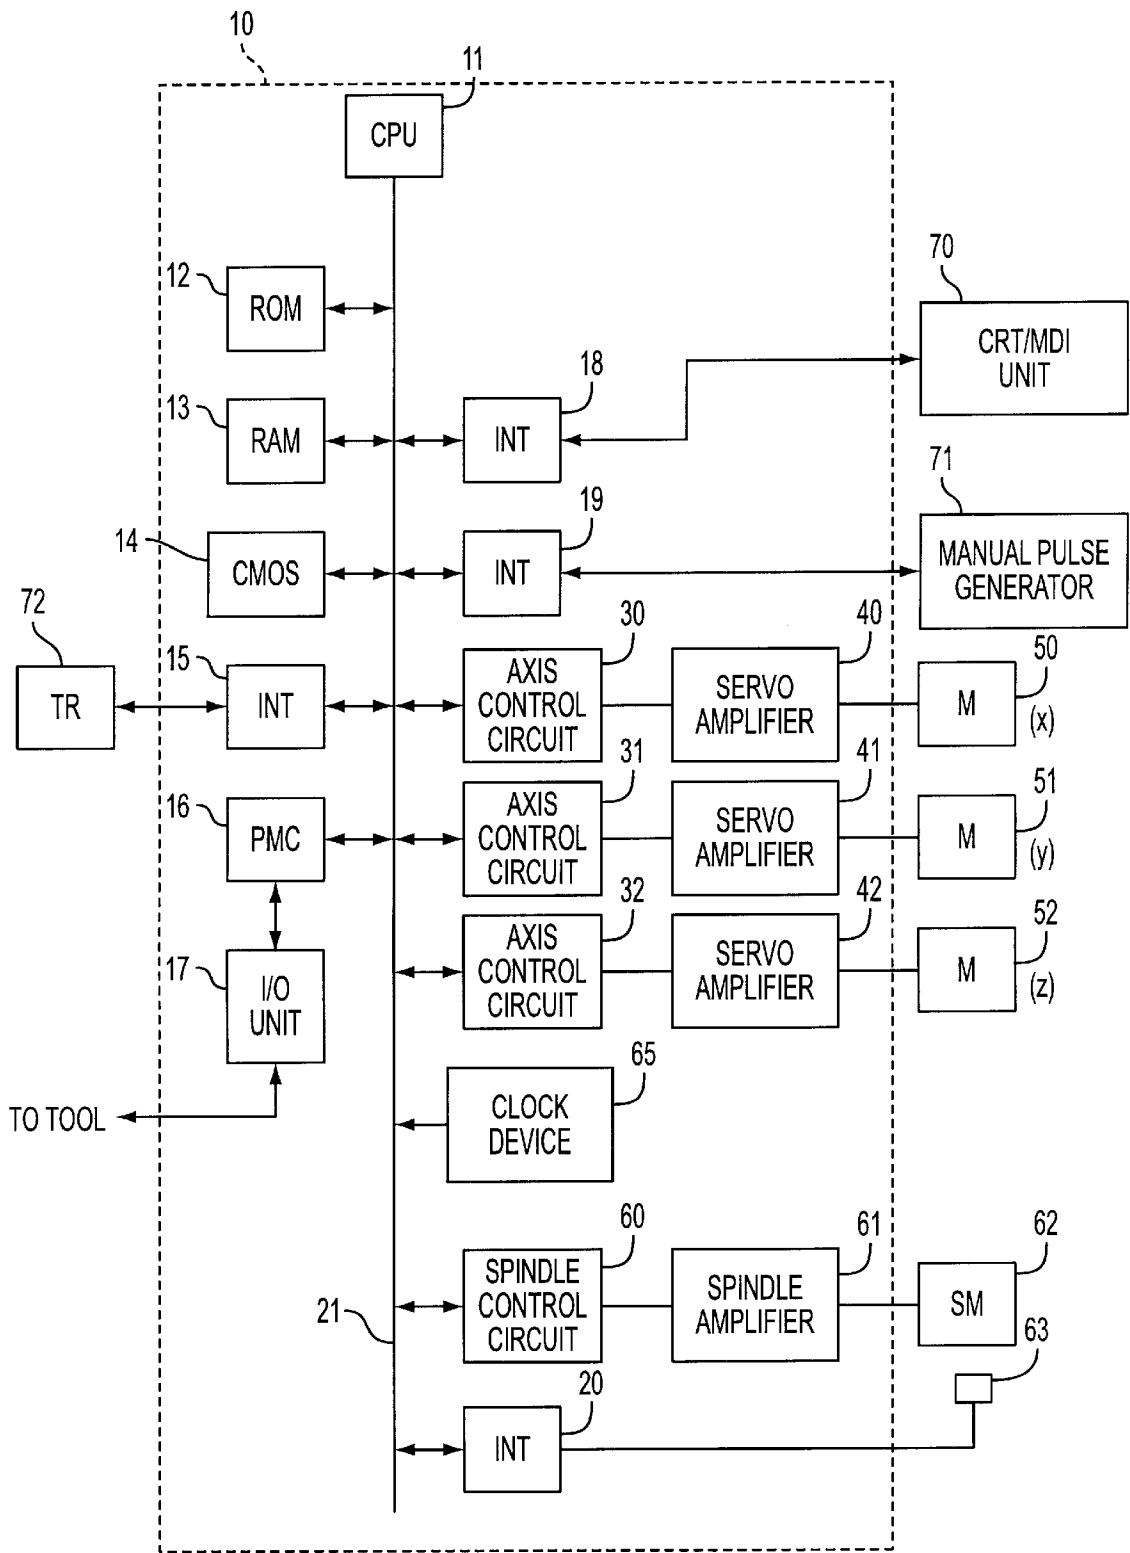 10
11
CPU
12
ROM
70
CRT/MDI
UNIT
13
RAM
18
INT
71
MANUAL PULSE
GENERATOR
14
CMOS
19
INT
72
TR
15
INT
30
AXIS
CONTROL
CIRCUIT
40
SERVO
AMPLIFIER
50
M
(x)
16
PMC
31
AXIS
CONTROL
CIRCUIT
41
SERVO
AMPLIFIER
51
M
(y)
17
I/O
UNIT
32
AXIS
CONTROL
CIRCUIT
42
SERVO
AMPLIFIER
52
M
(z)
TO TOOL
65
CLOCK
DEVICE
21
60
SPINDLE
CONTROL
CIRCUIT
61
SPINDLE
AMPLIFIER
62
SM
63
20
INT